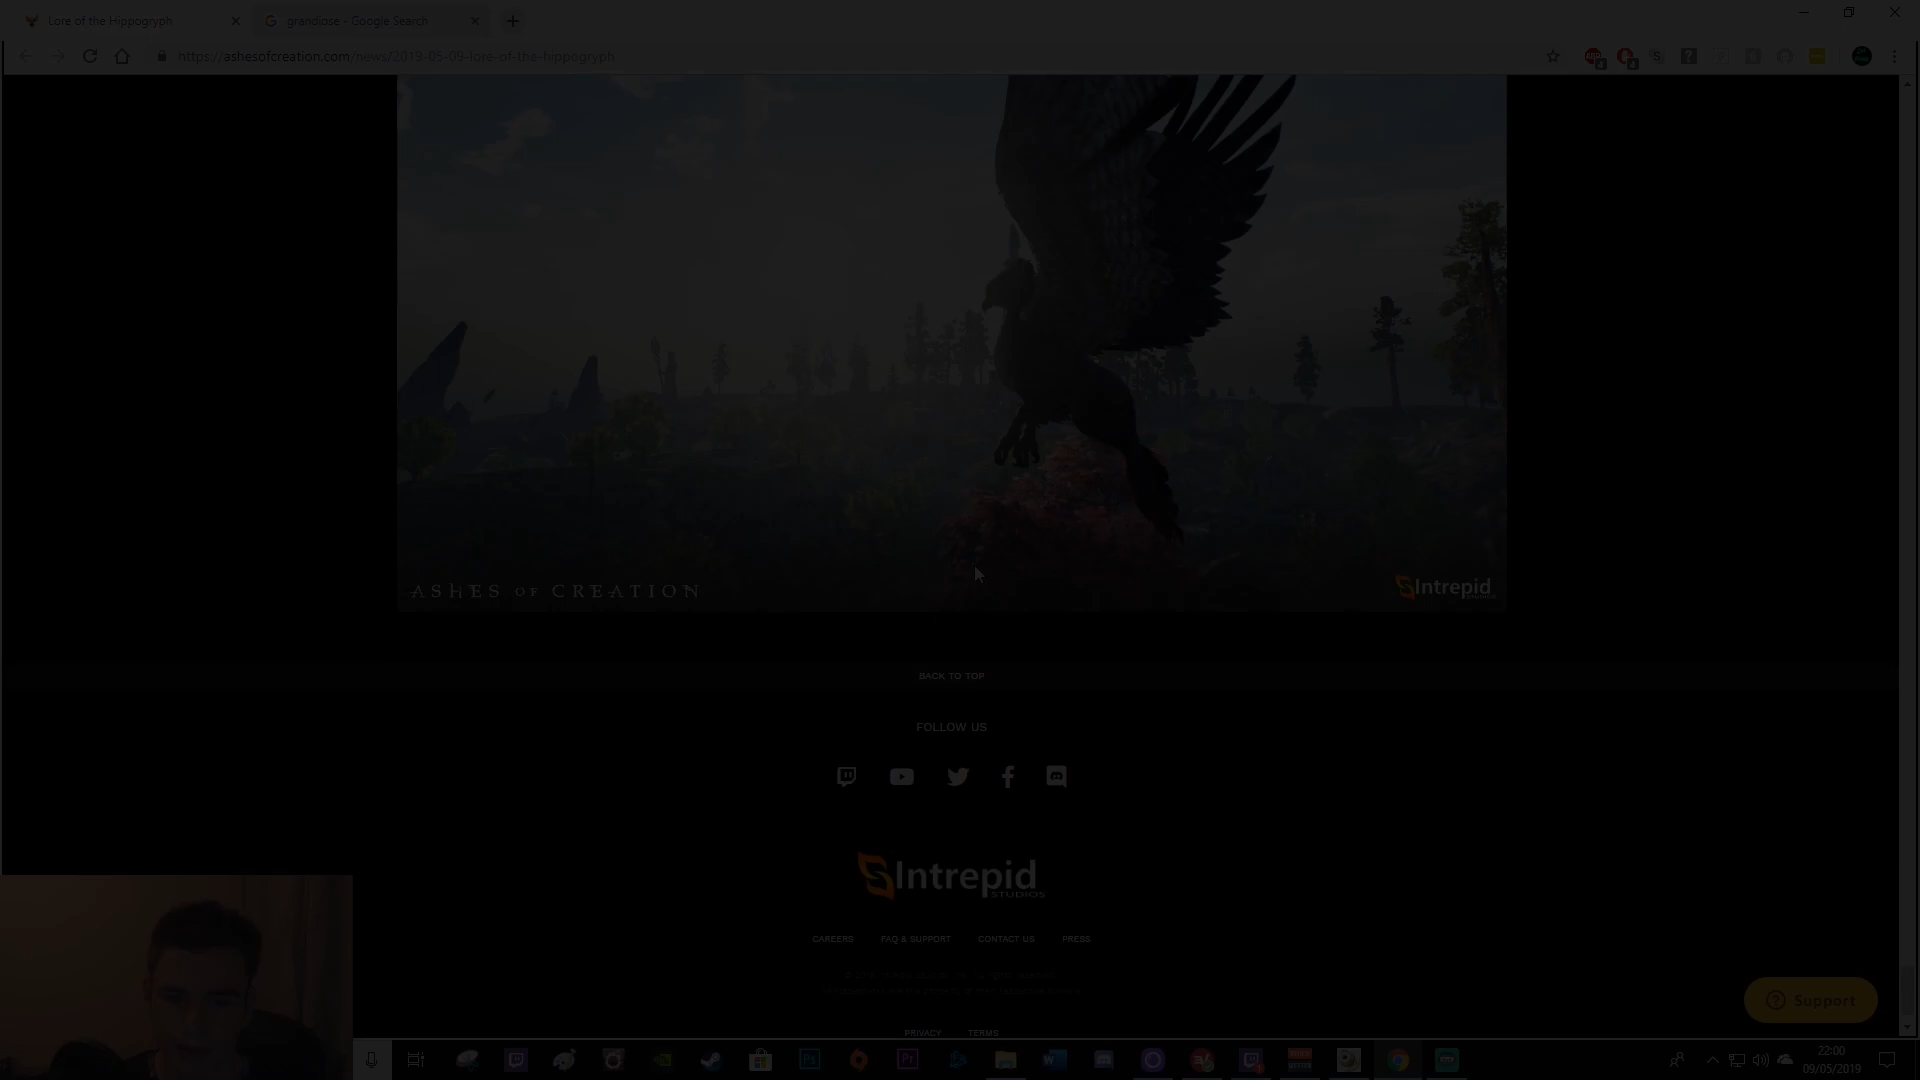 Lore of the Hippogryph
grandiose - Google Search
https://ashesofcreation.com/news/2019-05-09-lore-of-the-hippogryph
ASHES OF CREATION
Intrepid
STUDIOS
BACK TO TOP
FOLLOW US
Intrepid
STUDIOS
CAREERS FAQ & SUPPORT CONTACT US PRESS
Support
PRIVACY TERMS
22:00
09/05/2019